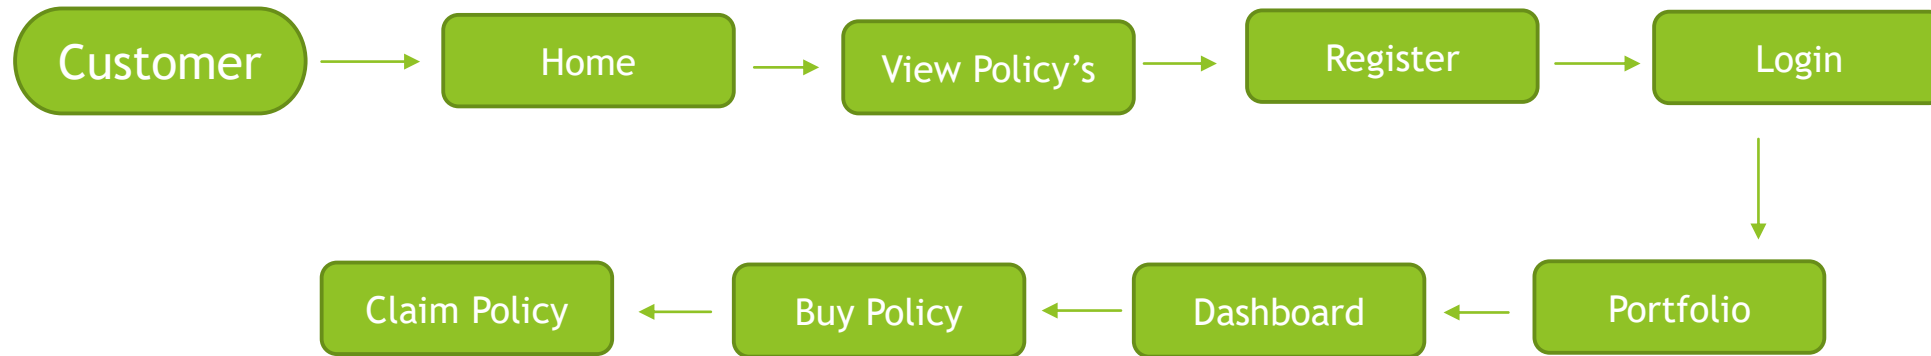 Customer
Home
View Policy’s
Register
Login
Portfolio
Dashboard
Buy Policy
Claim Policy